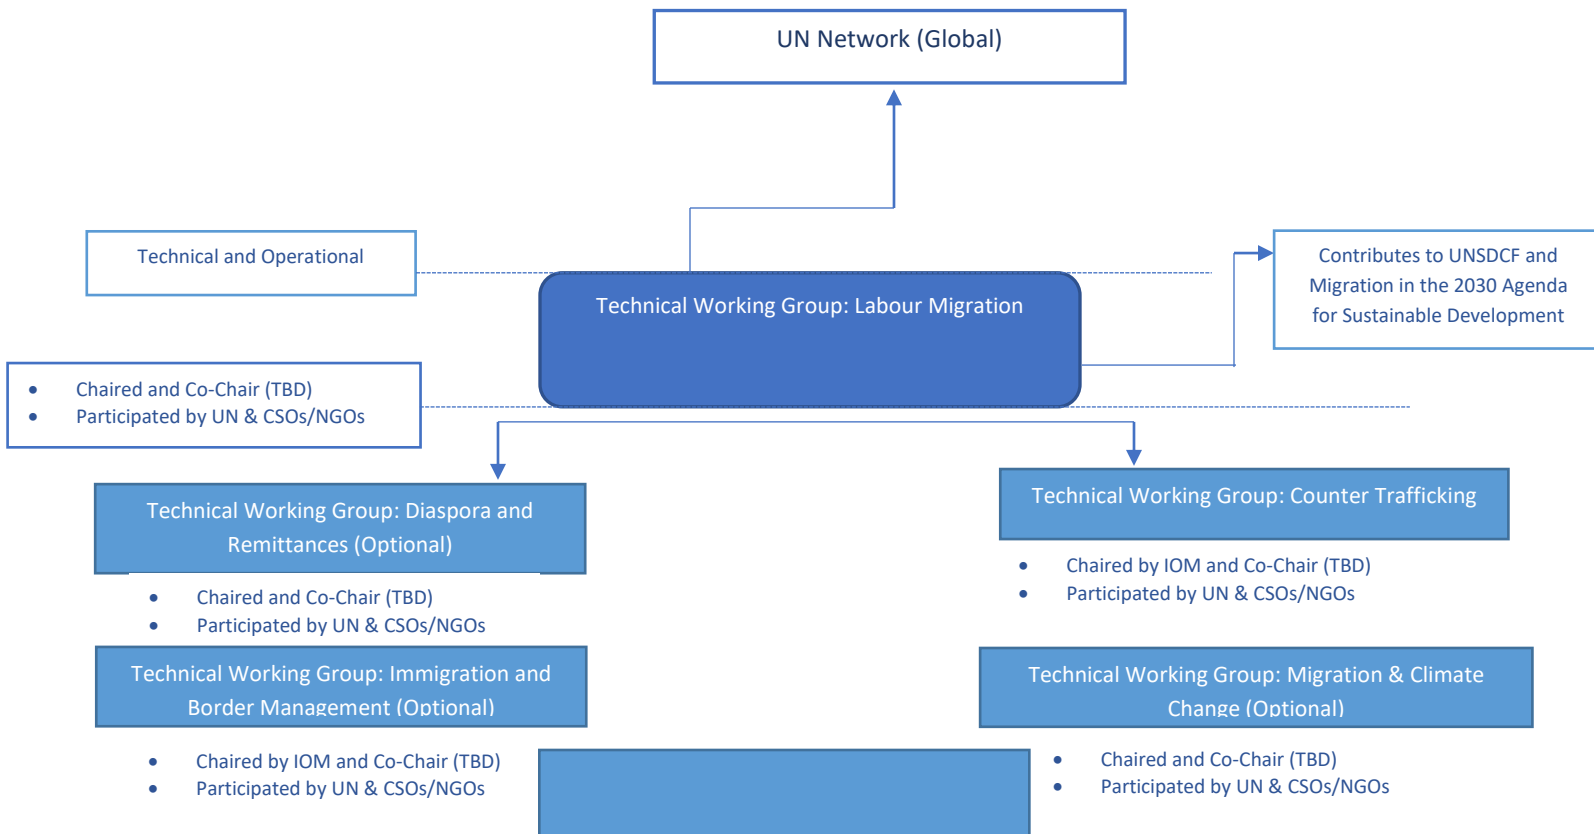 UN Network (Global)
Technical and Operational
Contributes to UNSDCF and
Migration in the 2030 Agenda
for Sustainable Development
Technical Working Group: Labour Migration
• Chaired and Co-Chair (TBD)
• Participated by UN & CSOs/NGOs
Technical Working Group: Diaspora and
Remittances (Optional)
• Chaired and Co-Chair (TBD)
• Participated by UN & CSOs/NGOs
Technical Working Group: Counter Trafficking
• Chaired by IOM and Co-Chair (TBD)
• Participated by UN & CSOs/NGOs
Technical Working Group: Immigration and
Border Management (Optional)
• Chaired by IOM and Co-Chair (TBD)
• Participated by UN & CSOs/NGOs
Technical Working Group: Migration & Climate
Change (Optional)
• Chaired and Co-Chair (TBD)
• Participated by UN & CSOs/NGOs